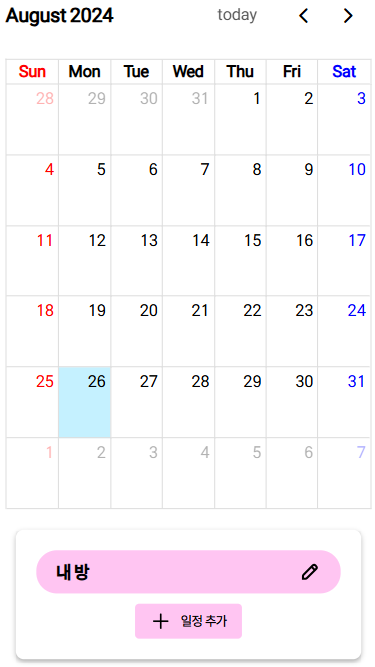 August 2024 today
Sun Mon Tue Wed Thu Fri Sat
28 29 30 31 1 2 3
4 5 6 7 8 9 10
11 12 13 14 15 16 17
18 19 20 21 22 23 24
25 26 27 28 29 30 31
1 2 3 4 5 6 7
내방
일정 추가